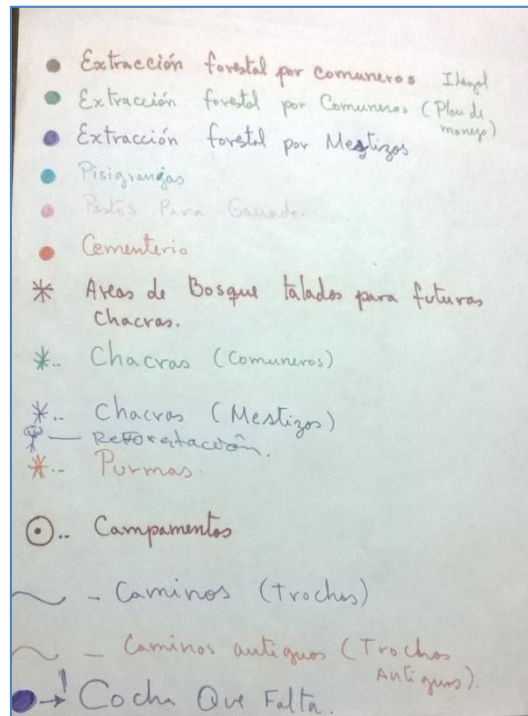 Extracción forestal por comuneros Ilegal
Extracción forestal por Comuneros (Plan de
manejo)
Extracción forestal por Mestizos
Pisigranjas
Pastos Para Ganado.
Cementerio
Areas de Bosque talados para futuras
Chacras.
Chacras (Comuneros)
Chacras (Mestizos)
Reforestación.
Purmas.
Campamentos
Caminos (Trochas)
Caminos antiguos (Trochas
Antiguos).
Cocha Que Falta.